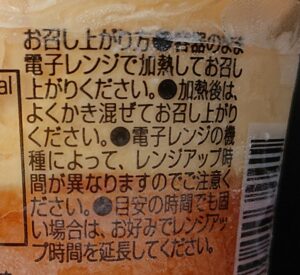 お召し上がり方●容器のまま
電子レンジで加熱してお召し
上がりください。●加熱後は、
よくかき混ぜてお召し上がり
ください。●電子レンジの機
種によって、レンジアップ時
間が異なりますのでご注意く
ださい。●目安の時間でも固
い場合は、お好みでレンジアッ
プ時間を延長してください。
al